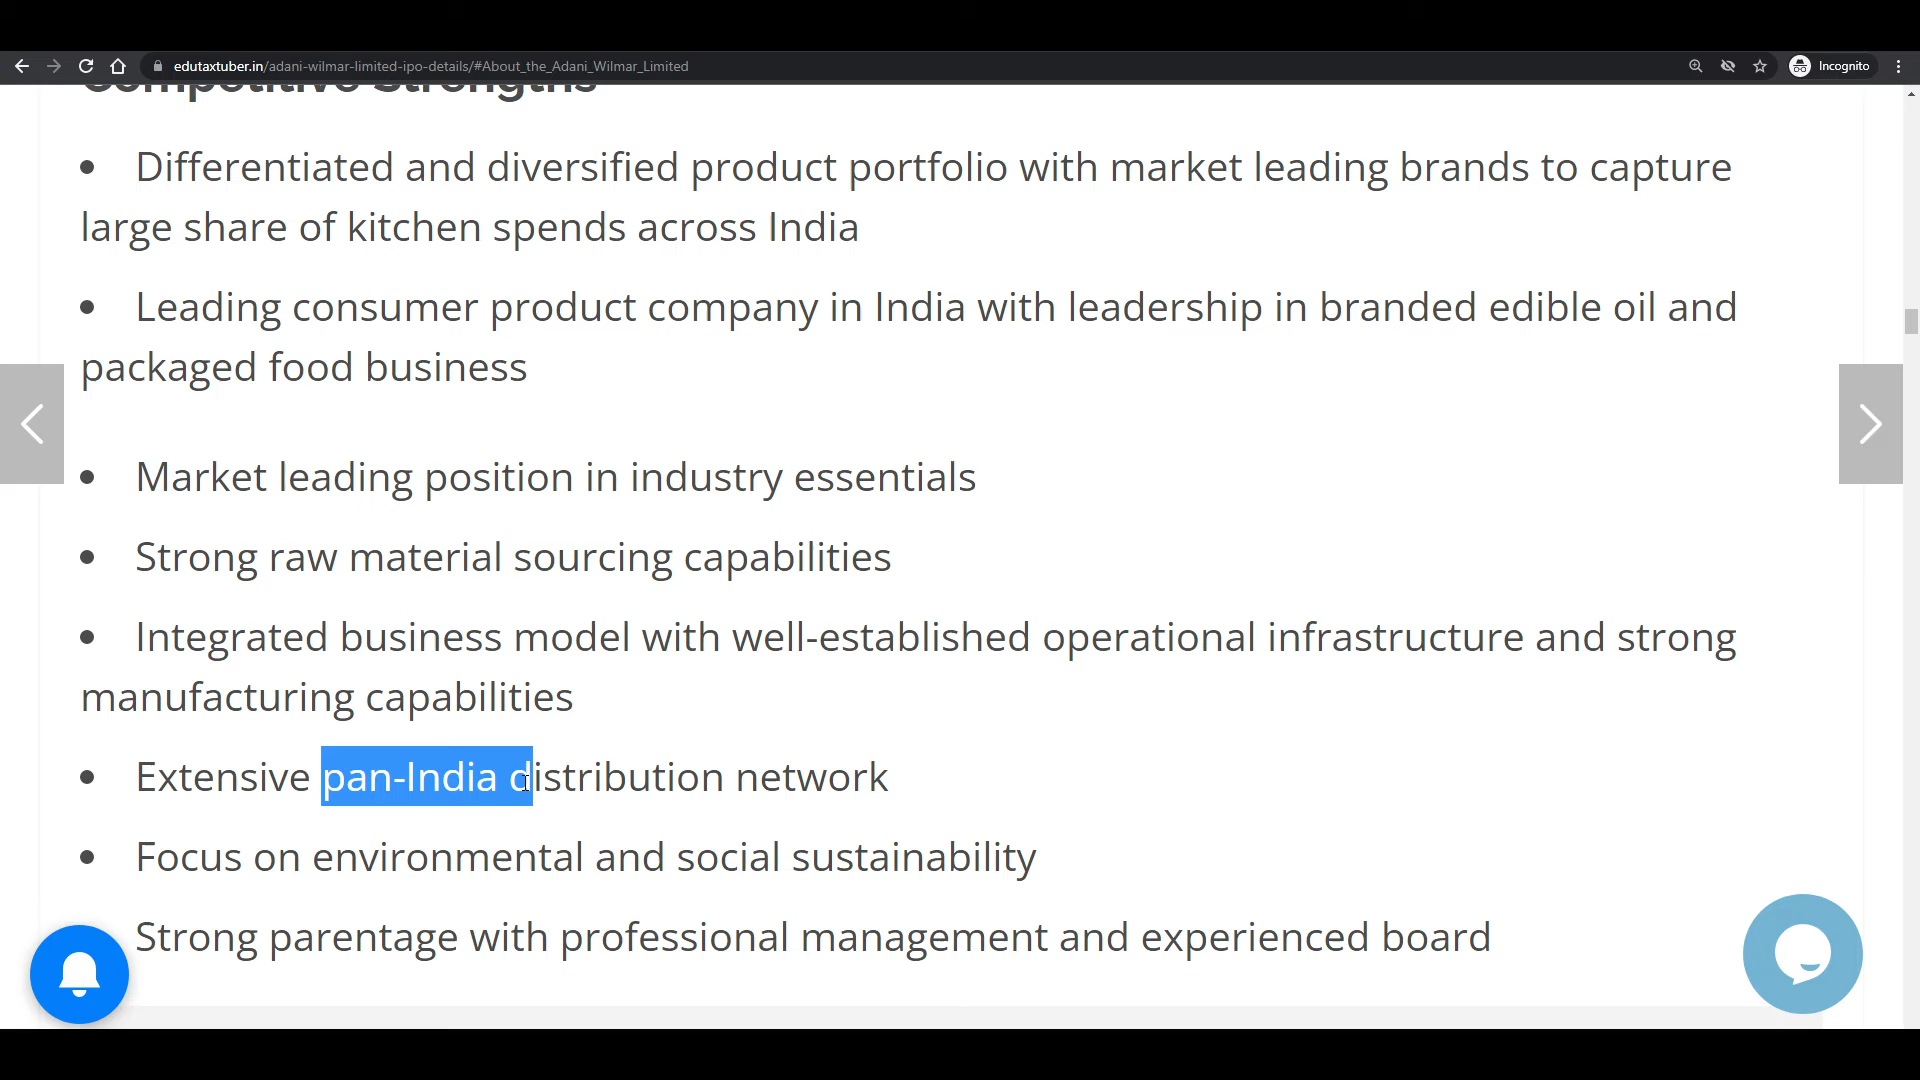 edutaxtuber.in/adani-wilmar-limited-ipo-details/#About_the_Adani_Wilmar_Limited
Incognito
Competitive Strengths
• Differentiated and diversified product portfolio with market leading brands to capture
large share of kitchen spends across India
• Leading consumer product company in India with leadership in branded edible oil and
packaged food business
• Market leading position in industry essentials
• Strong raw material sourcing capabilities
• Integrated business model with well-established operational infrastructure and strong
manufacturing capabilities
• Extensive pan-India distribution network
• Focus on environmental and social sustainability
Strong parentage with professional management and experienced board